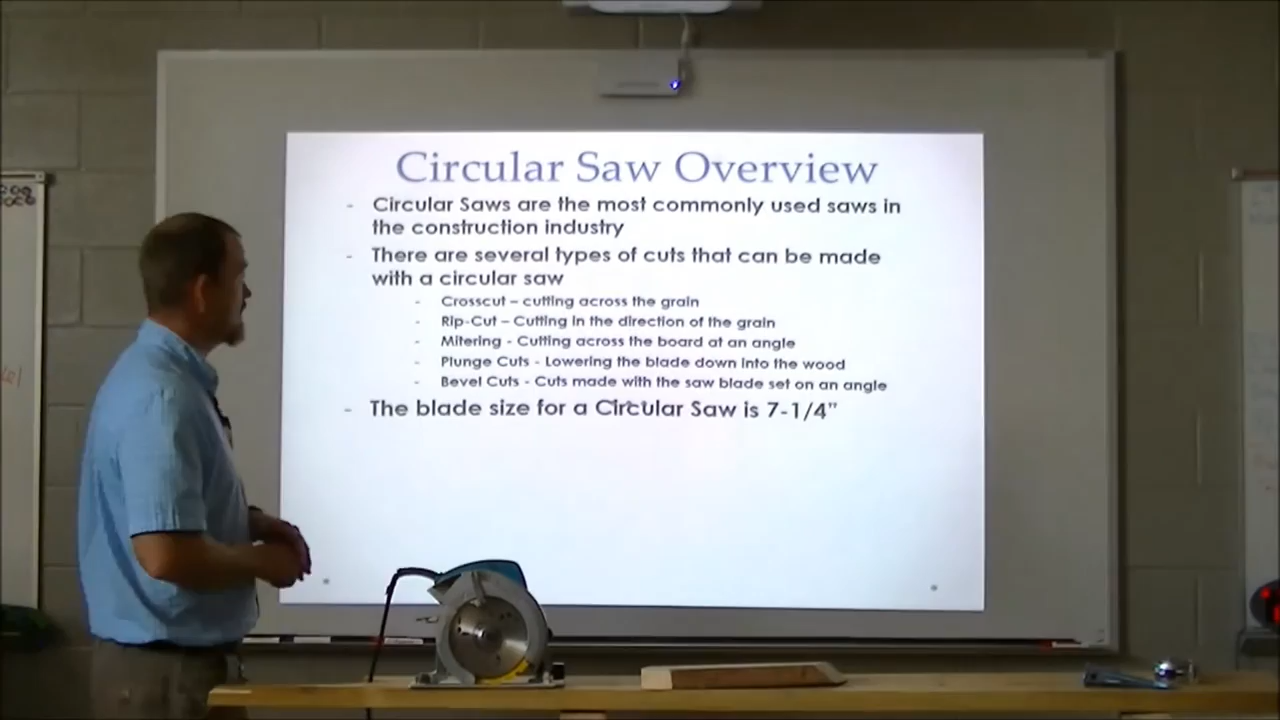 Circular Saw Overview
- Circular Saws are the most commonly used saws in
the construction industry
- There are several types of cuts that can be made
with a circular saw
- Crosscut – cutting across the grain
- Rip-Cut – Cutting in the direction of the grain
- Mitering - Cutting across the board at an angle
- Plunge Cuts - Lowering the blade down into the wood
- Bevel Cuts - Cuts made with the saw blade set on an angle
- The blade size for a Circular Saw is 7-1/4”